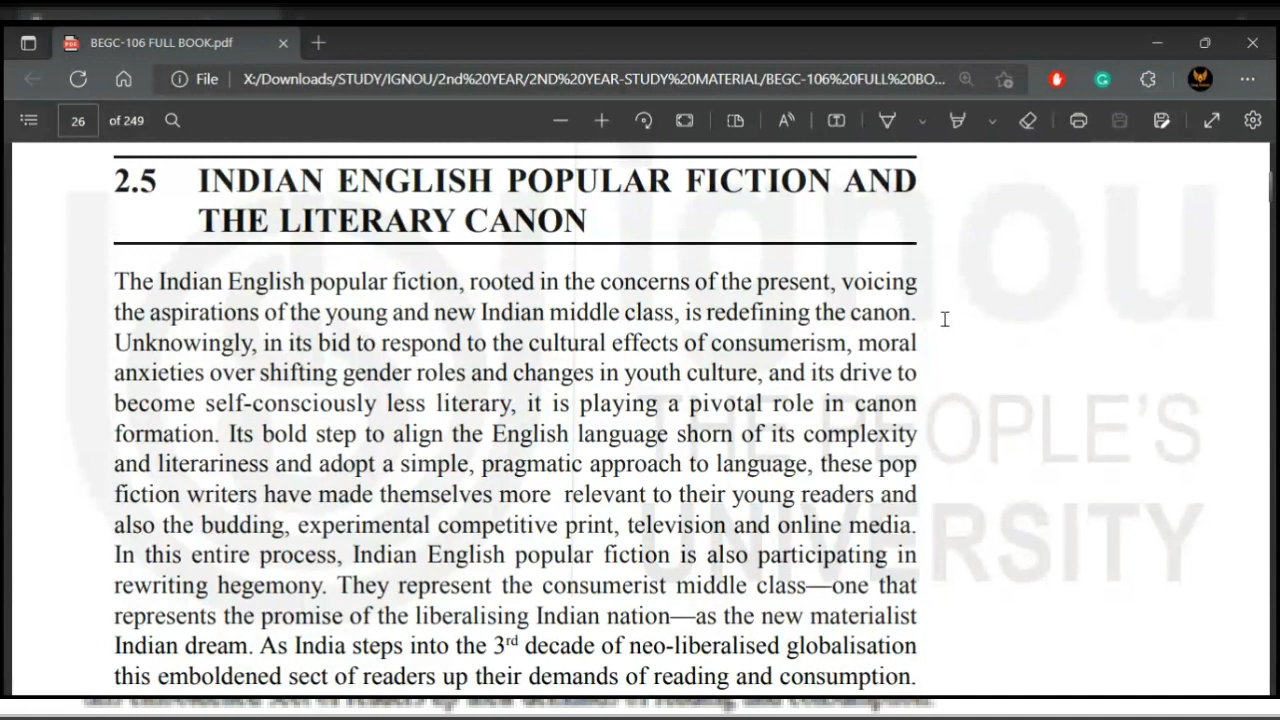 BEGC-106 FULL BOOK.pdf
File
X:/Downloads/STUDY/IGNOU/2nd%20YEAR/2ND%20YEAR-STUDY%20MATERIAL/BEGC-106%20FULL%20BO...
26 of 249
2.5 INDIAN ENGLISH POPULAR FICTION AND
THE LITERARY CANON
The Indian English popular fiction, rooted in the concerns of the present, voicing
the aspirations of the young and new Indian middle class, is redefining the canon.
Unknowingly, in its bid to respond to the cultural effects of consumerism, moral
anxieties over shifting gender roles and changes in youth culture, and its drive to
become self-consciously less literary, it is playing a pivotal role in canon
formation. Its bold step to align the English language shorn of its complexity
and literariness and adopt a simple, pragmatic approach to language, these pop
fiction writers have made themselves more relevant to their young readers and
also the budding, experimental competitive print, television and online media.
In this entire process, Indian English popular fiction is also participating in
rewriting hegemony. They represent the consumerist middle class—one that
represents the promise of the liberalising Indian nation—as the new materialist
Indian dream. As India steps into the 3rd decade of neo-liberalised globalisation
this emboldened sect of readers up their demands of reading and consumption.
ignou
THE PEOPLE'S
UNIVERSITY